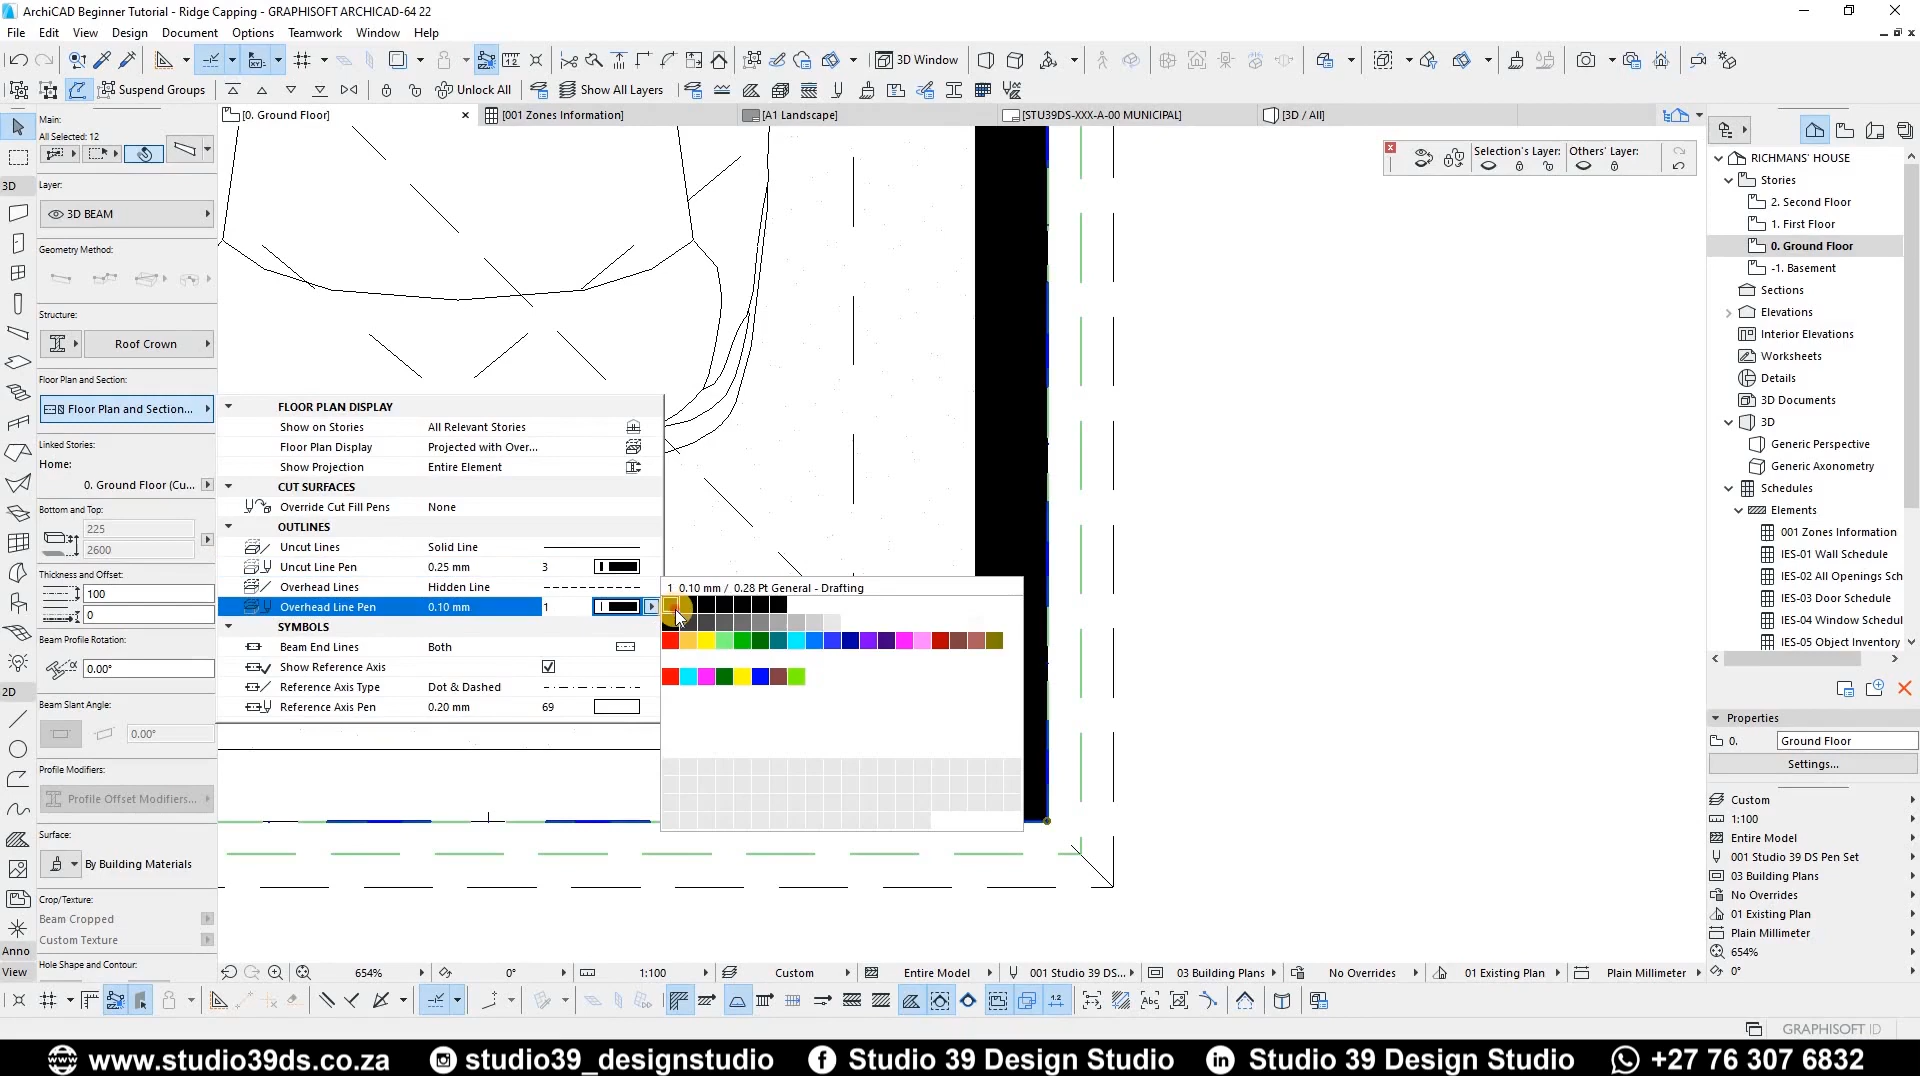 ArchiCAD Beginner Tutorial - Ridge Capping - GRAPHISOFT ARCHICAD-64 22
File Edit View Design Document Options Teamwork Window Help
3D Window
Suspend Groups
Unlock All
Show All Layers
[0. Ground Floor]
[001 Zones Information]
[A1 Landscape]
[STU39DS-XXX-A-00 MUNICIPAL]
[3D / All]
Main:
All Selected: 12
3D
Layer:
3D BEAM
Geometry Method:
Structure:
Roof Crown
Floor Plan and Section:
Floor Plan and Section...
Linked Stories:
Home:
0. Ground Floor (Cu...
Bottom and Top:
225
2600
Thickness and Offset:
100
0
Beam Profile Rotation:
0.00°
2D
Beam Slant Angle:
0.00°
Profile Modifiers:
Profile Offset Modifiers...
Surface:
By Building Materials
Crop/Texture:
Beam Cropped
Custom Texture
Anno
Hole Shape and Contour:
View
FLOOR PLAN DISPLAY
Show on Stories All Relevant Stories
Floor Plan Display Projected with Over...
Show Projection Entire Element
CUT SURFACES
Override Cut Fill Pens None
OUTLINES
Uncut Lines Solid Line
Uncut Line Pen 0.25 mm 3
Overhead Lines Hidden Line
Overhead Line Pen 0.10 mm 1
SYMBOLS
Beam End Lines Both
Show Reference Axis
Reference Axis Type Dot & Dashed
Reference Axis Pen 0.20 mm 69
1 0.10 mm / 0.28 Pt General - Drafting
Selection's Layer: Others' Layer:
RICHMANS' HOUSE
Stories
2. Second Floor
1. First Floor
0. Ground Floor
-1. Basement
Sections
Elevations
Interior Elevations
Worksheets
Details
3D Documents
3D
Generic Perspective
Generic Axonometry
Schedules
Elements
001 Zones Information
IES-01 Wall Schedule
IES-02 All Openings Sch
IES-03 Door Schedule
IES-04 Window Schedul
IES-05 Object Inventory
Properties
0. Ground Floor
Settings...
Custom
1:100
Entire Model
001 Studio 39 DS Pen Set
03 Building Plans
No Overrides
01 Existing Plan
Plain Millimeter
654%
0°
654% 0° 1:100 Custom Entire Model 001 Studio 39 DS... 03 Building Plans No Overrides 01 Existing Plan Plain Millimeter
GRAPHISOFT ID
www.studio39ds.co.za studio39_designstudio Studio 39 Design Studio Studio 39 Design Studio +27 76 307 6832